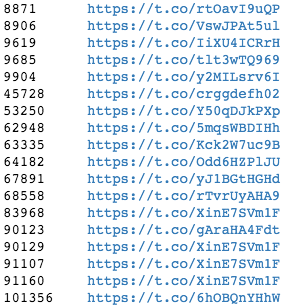 8871 https://t.co/rtOavI9uQP
8906 https://t.co/VswJPAt5ul
9619 https://t.co/IiXU4ICRrH
9685 https://t.co/tlt3wTQ969
9904 https://t.co/y2MILsrv6I
45728 https://t.co/crggdefh02
53250 https://t.co/Y50qDJkPXp
62948 https://t.co/5mqsWBDIHh
63335 https://t.co/Kck2W7uc9B
64182 https://t.co/Odd6HZPlJU
67891 https://t.co/yJ1BGtHGHd
68558 https://t.co/rTvrUyAHA9
83968 https://t.co/XinE7SVm1F
90123 https://t.co/gAraHA4Fdt
90129 https://t.co/XinE7SVm1F
91107 https://t.co/XinE7SVm1F
91160 https://t.co/XinE7SVm1F
101356 https://t.co/6hOBQnYHhW